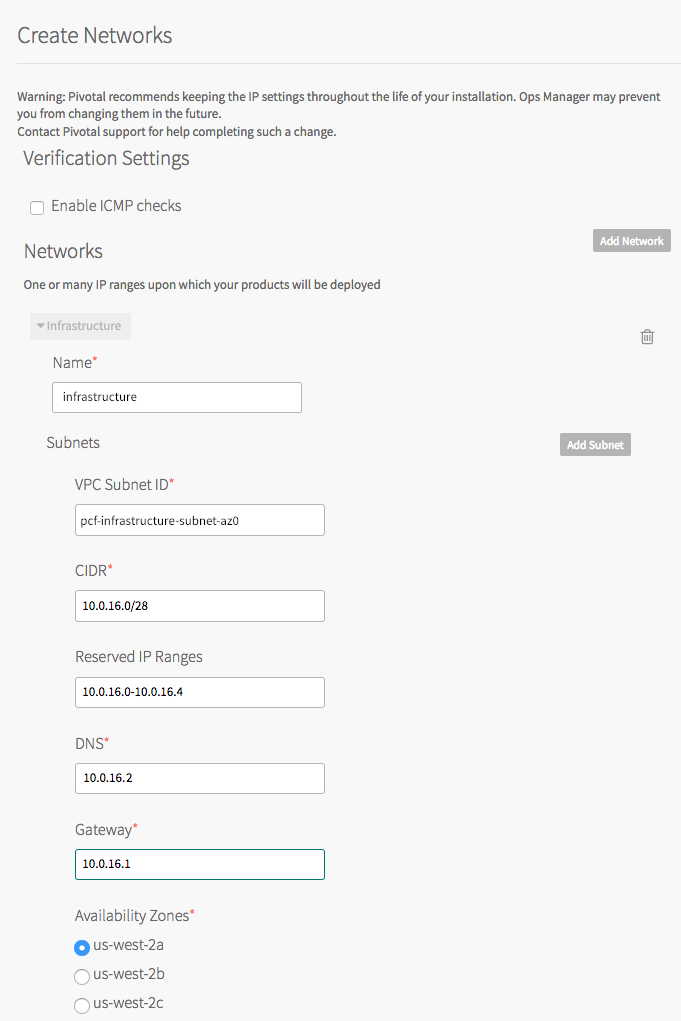 Create Networks
Warning: Pivotal recommends keeping the IP settings throughout the life of your installation. Ops Manager may prevent
you from changing them in the future.
Contact Pivotal support for help completing such a change.
Verification Settings
Enable ICMP checks
Add Network
Networks
One or many IP ranges upon which your products will be deployed
Infrastructure
Name*
infrastructure
Subnets
Add Subnet
VPC Subnet ID*
pcf-infrastructure-subnet-az0
CIDR*
10.0.16.0/28
Reserved IP Ranges
10.0.16.0-10.0.16.4
DNS*
10.0.16.2
Gateway*
10.0.16.1
Availability Zones*
us-west-2a
us-west-2b
us-west-2c